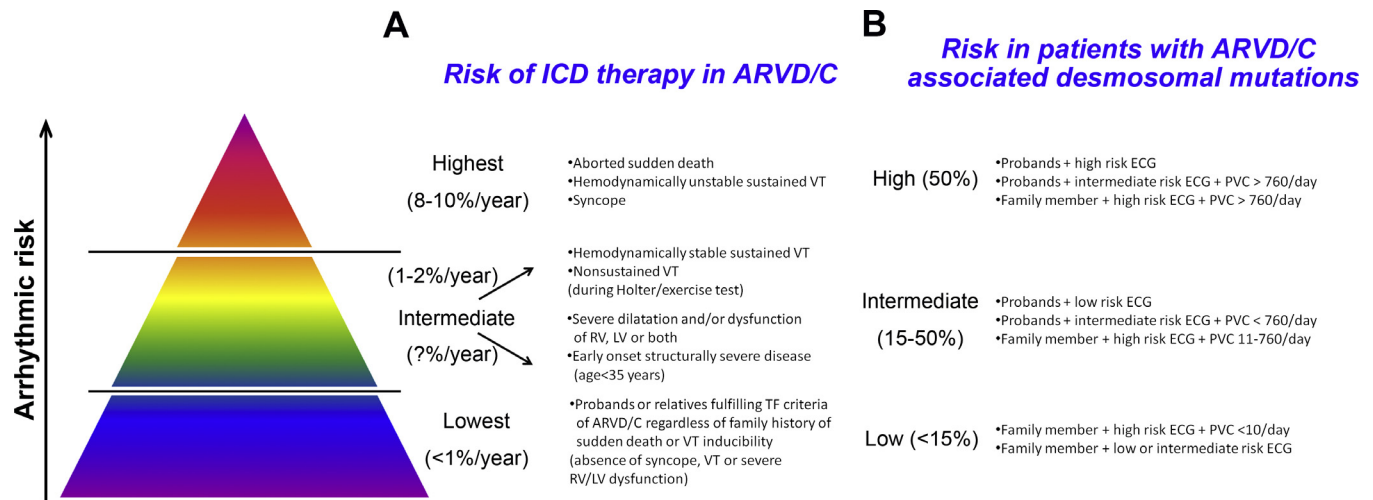 A
Risk of ICD therapy in ARVD/C
Arrhythmic risk
Highest
(8-10%/year)
•Aborted sudden death
•Hemodynamically unstable sustained VT
•Syncope
(1-2%/year)
Intermediate
(?%/year)
•Hemodynamically stable sustained VT
•Nonsustained VT
(during Holter/exercise test)
•Severe dilatation and/or dysfunction
of RV, LV or both
•Early onset structurally severe disease
(age<35 years)
Lowest
(<1%/year)
•Probands or relatives fulfilling TF criteria
of ARVD/C regardless of family history of
sudden death or VT inducibility
(absence of syncope, VT or severe
RV/LV dysfunction)
B
Risk in patients with ARVD/C
associated desmosomal mutations
High (50%)
•Probands + high risk ECG
•Probands + intermediate risk ECG + PVC > 760/day
•Family member + high risk ECG + PVC > 760/day
Intermediate
(15-50%)
•Probands + low risk ECG
•Probands + intermediate risk ECG + PVC < 760/day
•Family member + high risk ECG + PVC 11-760/day
Low (<15%)
•Family member + high risk ECG + PVC <10/day
•Family member + low or intermediate risk ECG